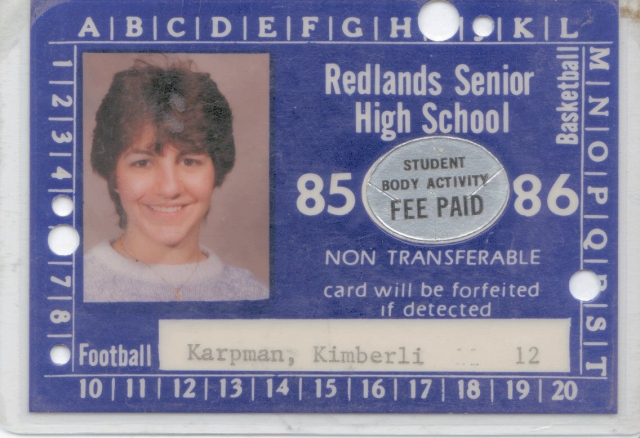 A|B|C|D|E|F|G|H
K|L
Redlands Senior
High School
85
STUDENT
BODY ACTIVITY
FEE PAID
86
NON TRANSFERABLE
card will be forfeited
if detected
Basketball
M|N|O|P|Q
S|T
1|2|3|4
7|8
Football
Karpman, Kimberli
12
10|11|12|13|14|15|16|17|18|19|20